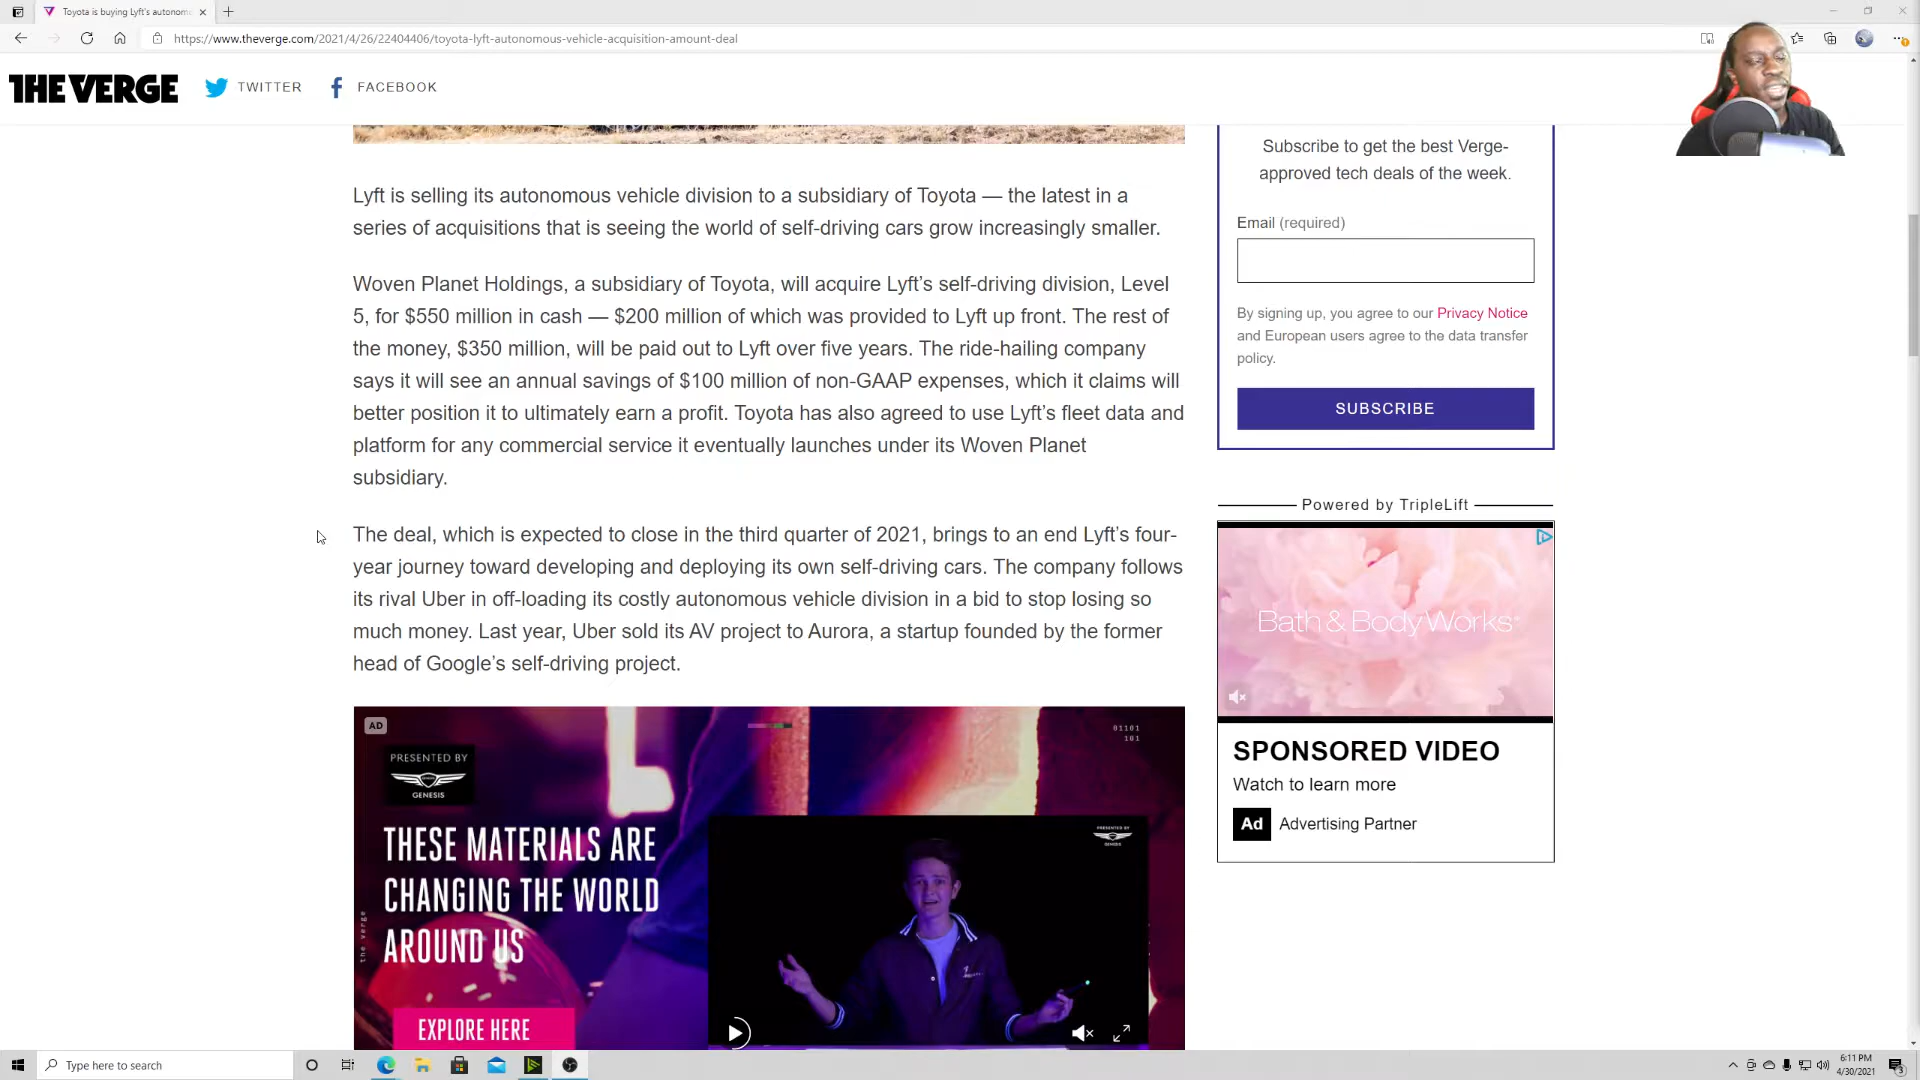 Toyota is buying Lyft's autonom
https://www.theverge.com/2021/4/26/22404406/toyota-lyft-autonomous-vehicle-acquisition-amount-deal
THE VERGE
TWITTER
FACEBOOK
Lyft is selling its autonomous vehicle division to a subsidiary of Toyota — the latest in a
series of acquisitions that is seeing the world of self-driving cars grow increasingly smaller.
Woven Planet Holdings, a subsidiary of Toyota, will acquire Lyft's self-driving division, Level
5, for $550 million in cash — $200 million of which was provided to Lyft up front. The rest of
the money, $350 million, will be paid out to Lyft over five years. The ride-hailing company
says it will see an annual savings of $100 million of non-GAAP expenses, which it claims will
better position it to ultimately earn a profit. Toyota has also agreed to use Lyft's fleet data and
platform for any commercial service it eventually launches under its Woven Planet
subsidiary.
The deal, which is expected to close in the third quarter of 2021, brings to an end Lyft's four-
year journey toward developing and deploying its own self-driving cars. The company follows
its rival Uber in off-loading its costly autonomous vehicle division in a bid to stop losing so
much money. Last year, Uber sold its AV project to Aurora, a startup founded by the former
head of Google's self-driving project.
AD
PRESENTED BY
GENESIS
01101
101
THESE MATERIALS ARE
CHANGING THE WORLD
AROUND US
the verge
EXPLORE HERE
PRESENTED BY
GENESIS
Subscribe to get the best Verge-
approved tech deals of the week.
Email (required)
By signing up, you agree to our Privacy Notice
and European users agree to the data transfer
policy.
SUBSCRIBE
Powered by TripleLift
Bath & Body Works
SPONSORED VIDEO
Watch to learn more
Ad
Advertising Partner
Type here to search
6:11 PM
4/30/2021
3